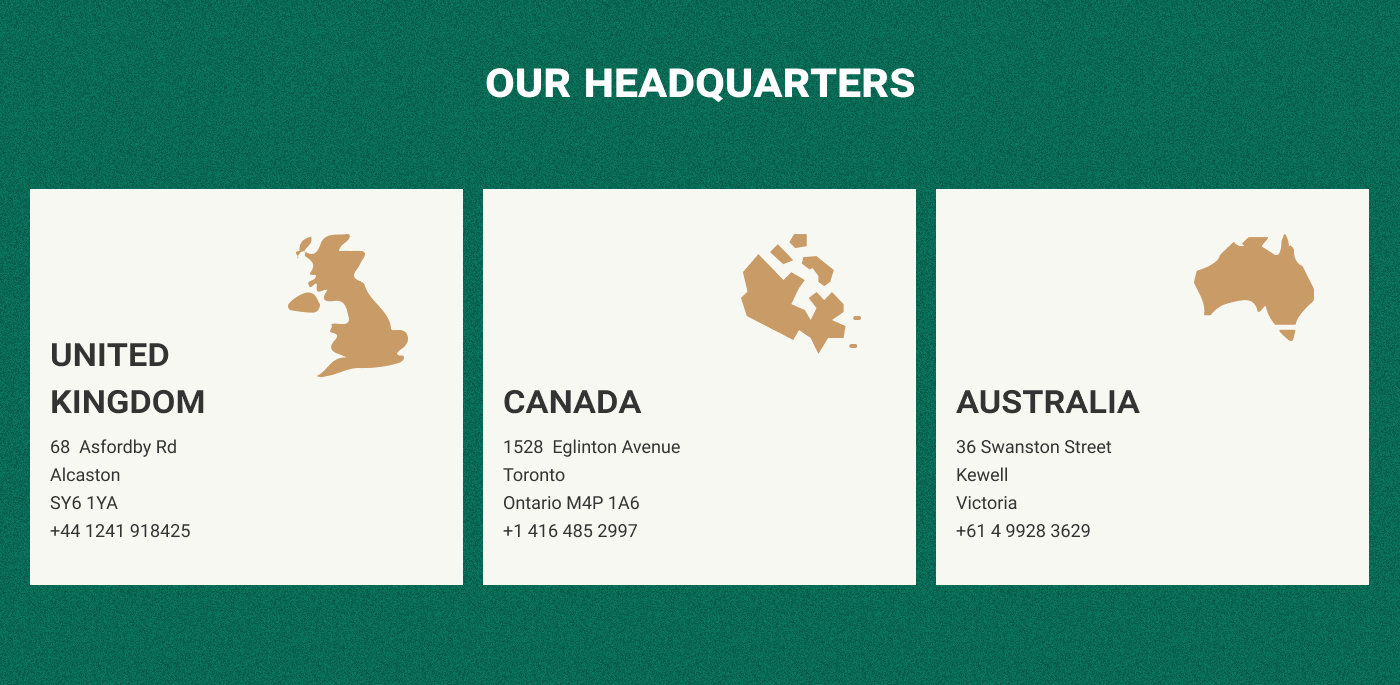 OUR HEADQUARTERS
UNITED
KINGDOM
68  Asfordby Rd
Alcaston
SY6 1YA
+44 1241 918425
CANADA
1528  Eglinton Avenue
Toronto
Ontario M4P 1A6
+1 416 485 2997
AUSTRALIA
36 Swanston Street
Kewell
Victoria
+61 4 9928 3629